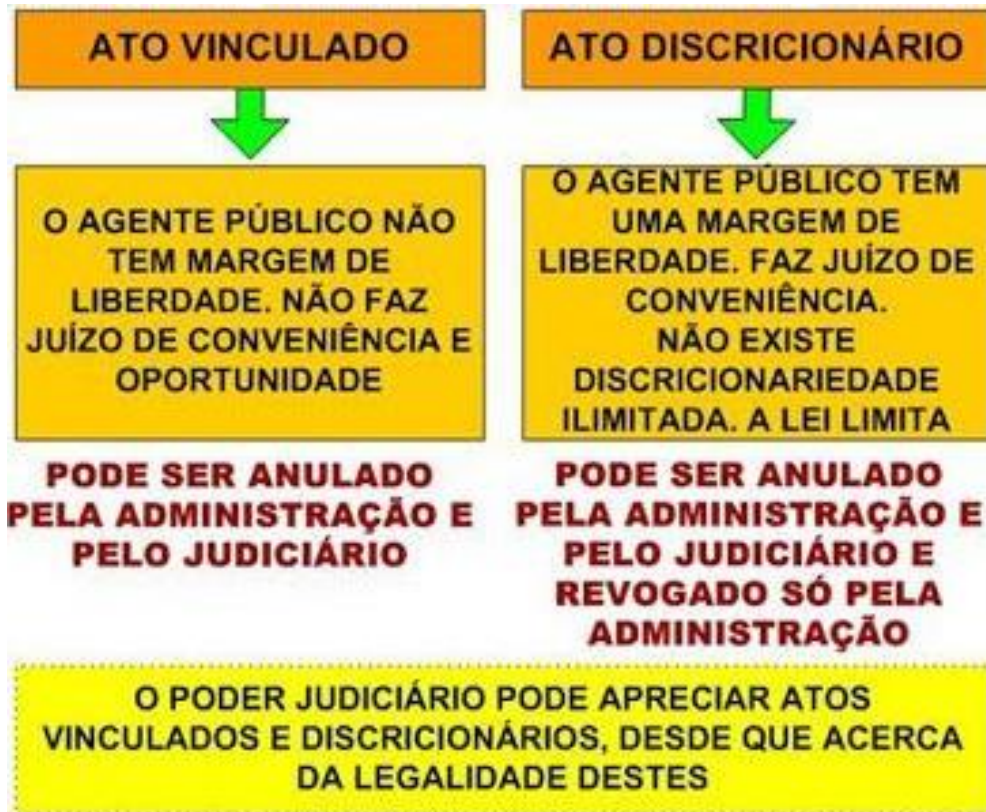 ATO VINCULADO
O AGENTE PÚBLICO NÃO
TEM MARGEM DE
LIBERDADE. NÃO FAZ
JUÍZO DE CONVENIÊNCIA E
OPORTUNIDADE
PODE SER ANULADO
PELA ADMINISTRAÇÃO E
PELO JUDICIÁRIO
ATO DISCRICIONÁRIO
O AGENTE PÚBLICO TEM
UMA MARGEM DE
LIBERDADE. FAZ JUÍZO DE
CONVENIÊNCIA.
NÃO EXISTE
DISCRICIONARIEDADE
ILIMITADA. A LEI LIMITA
PODE SER ANULADO
PELA ADMINISTRAÇÃO E
PELO JUDICIÁRIO E
REVOGADO SÓ PELA
ADMINISTRAÇÃO
O PODER JUDICIÁRIO PODE APRECIAR ATOS
VINCULADOS E DISCRICIONÁRIOS, DESDE QUE ACERCA
DA LEGALIDADE DESTES